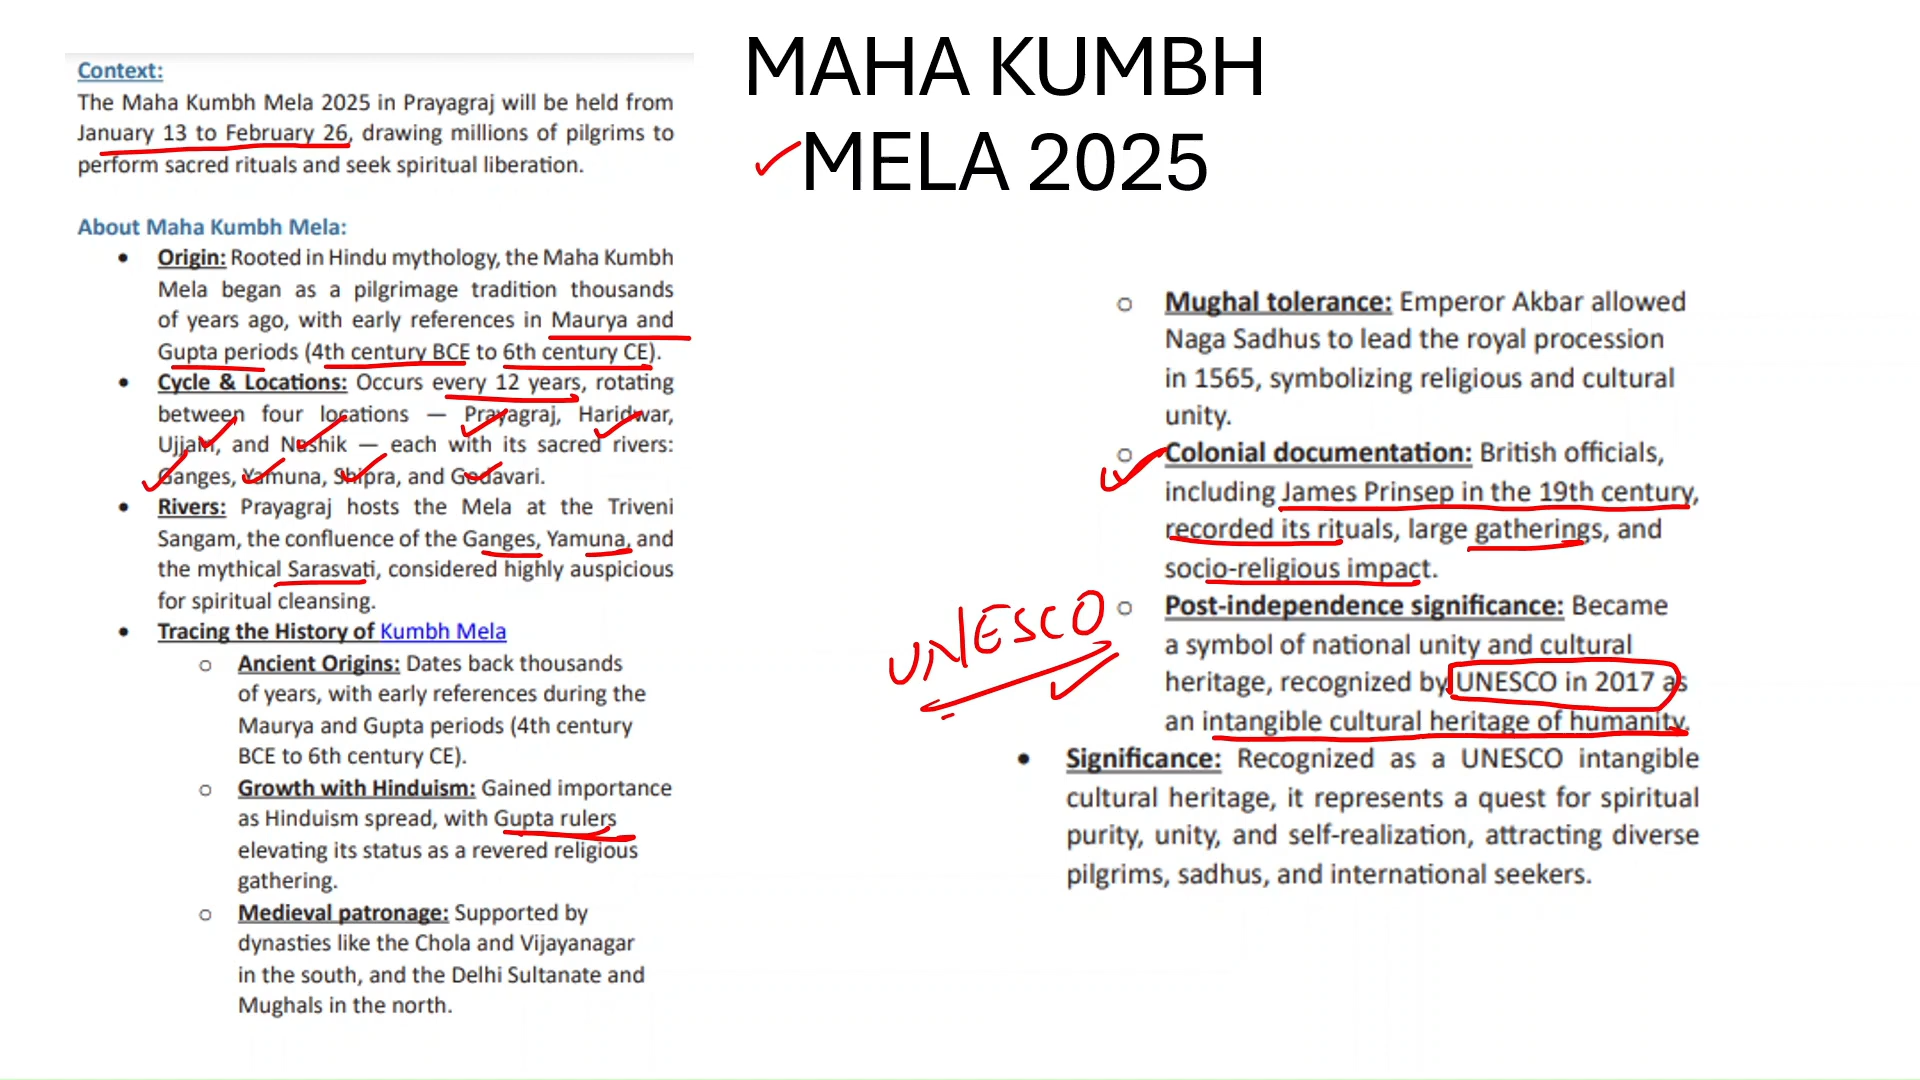 MAHA KUMBH
MELA 2025
Context:
The Maha Kumbh Mela 2025 in Prayagraj will be held from
January 13 to February 26, drawing millions of pilgrims to
perform sacred rituals and seek spiritual liberation.
About Maha Kumbh Mela:
• Origin: Rooted in Hindu mythology, the Maha Kumbh
Mela began as a pilgrimage tradition thousands
of years ago, with early references in Maurya and
Gupta periods (4th century BCE to 6th century CE).
• Cycle & Locations: Occurs every 12 years, rotating
between four locations — Prayagraj, Haridwar,
Ujjain, and Nashik — each with its sacred rivers:
Ganges, Yamuna, Shipra, and Godavari.
• Rivers: Prayagraj hosts the Mela at the Triveni
Sangam, the confluence of the Ganges, Yamuna, and
the mythical Sarasvati, considered highly auspicious
for spiritual cleansing.
• Tracing the History of Kumbh Mela
o Ancient Origins: Dates back thousands
of years, with early references during the
Maurya and Gupta periods (4th century
BCE to 6th century CE).
o Growth with Hinduism: Gained importance
as Hinduism spread, with Gupta rulers
elevating its status as a revered religious
gathering.
o Medieval patronage: Supported by
dynasties like the Chola and Vijayanagar
in the south, and the Delhi Sultanate and
Mughals in the north.
o Mughal tolerance: Emperor Akbar allowed
Naga Sadhus to lead the royal procession
in 1565, symbolizing religious and cultural
unity.
o Colonial documentation: British officials,
including James Prinsep in the 19th century,
recorded its rituals, large gatherings, and
socio-religious impact.
UNESCO
o Post-independence significance: Became
a symbol of national unity and cultural
heritage, recognized by UNESCO in 2017 as
an intangible cultural heritage of humanity.
• Significance: Recognized as a UNESCO intangible
cultural heritage, it represents a quest for spiritual
purity, unity, and self-realization, attracting diverse
pilgrims, sadhus, and international seekers.